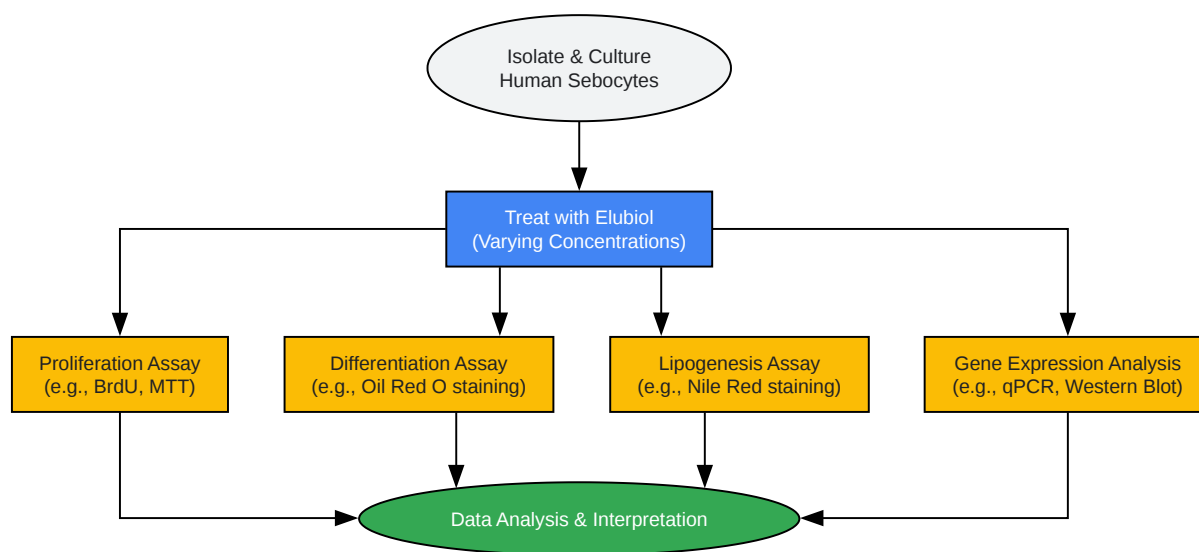 Isolate & Culture
Human Sebocytes
Treat with Elubiol
(Varying Concentrations)
Proliferation Assay
(e.g., BrdU, MTT)
Differentiation Assay
(e.g., Oil Red O staining)
Lipogenesis Assay
(e.g., Nile Red staining)
Gene Expression Analysis
(e.g., qPCR, Western Blot)
Data Analysis & Interpretation